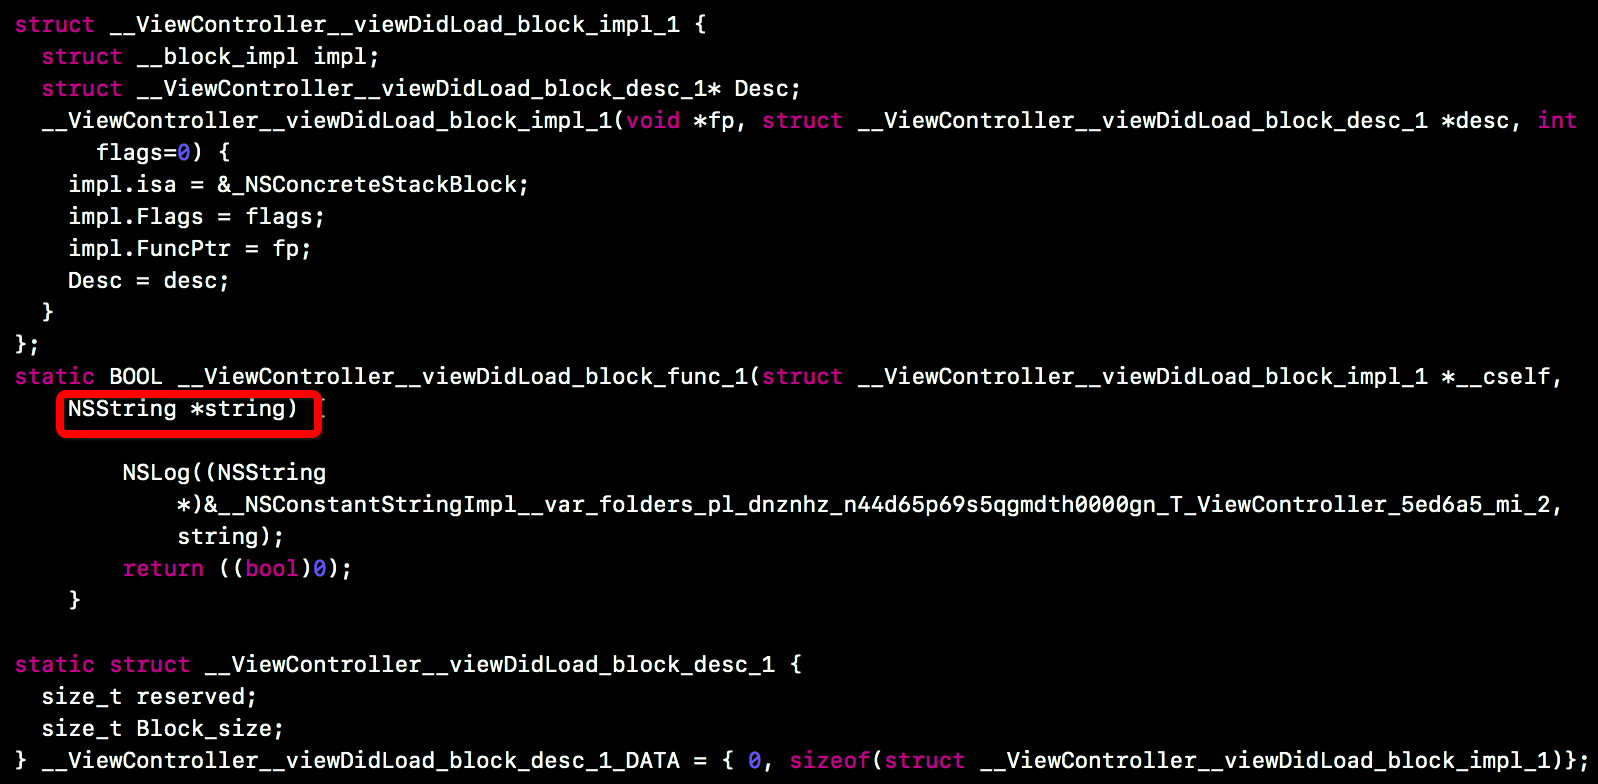 struct __ViewController__viewDidLoad_block_impl_1 {
struct __block_impl impl;
struct __ViewController__viewDidLoad_block_desc_1* Desc;
__ViewController__viewDidLoad_block_impl_1(void *fp, struct __ViewController__viewDidLoad_block_desc_1 *desc, int
flags=0) {
impl.isa = &_NSConcreteStackBlock;
impl.Flags = flags;
impl.FuncPtr = fp;
Desc = desc;
}
};
static BOOL __ViewController__viewDidLoad_block_func_1(struct __ViewController__viewDidLoad_block_impl_1 *__cself,
NSString *string) {
NSLog((NSString
*)&__NSConstantStringImpl__var_folders_pl_dnznhz_n44d65p69s5qgmdth0000gn_T_ViewController_5ed6a5_mi_2,
string);
return ((bool)0);
}
static struct __ViewController__viewDidLoad_block_desc_1 {
size_t reserved;
size_t Block_size;
} __ViewController__viewDidLoad_block_desc_1_DATA = { 0, sizeof(struct __ViewController__viewDidLoad_block_impl_1)};